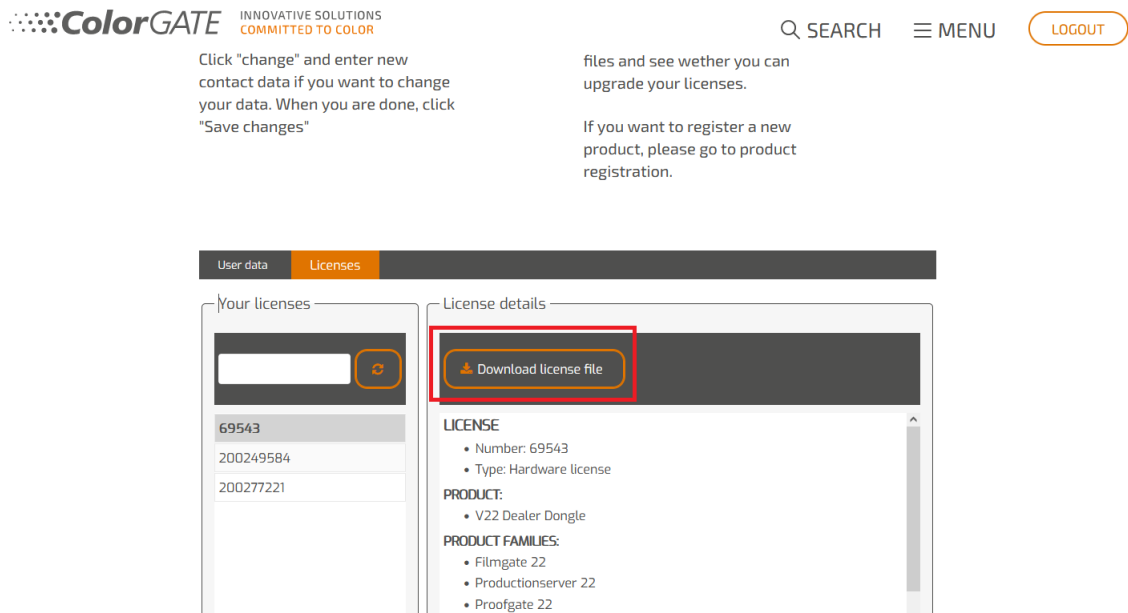 ColorGATE
INNOVATIVE SOLUTIONS
COMMITTED TO COLOR
SEARCH
MENU
LOGOUT
Click "change" and enter new
contact data if you want to change
your data. When you are done, click
"Save changes"
files and see wether you can
upgrade your licenses.
If you want to register a new
product, please go to product
registration.
User data
Licenses
Your licenses
69543
200249584
200277221
License details
Download license file
LICENSE
• Number: 69543
• Type: Hardware license
PRODUCT:
• V22 Dealer Dongle
PRODUCT FAMILIES:
• Filmgate 22
• Productionserver 22
• Proofgate 22